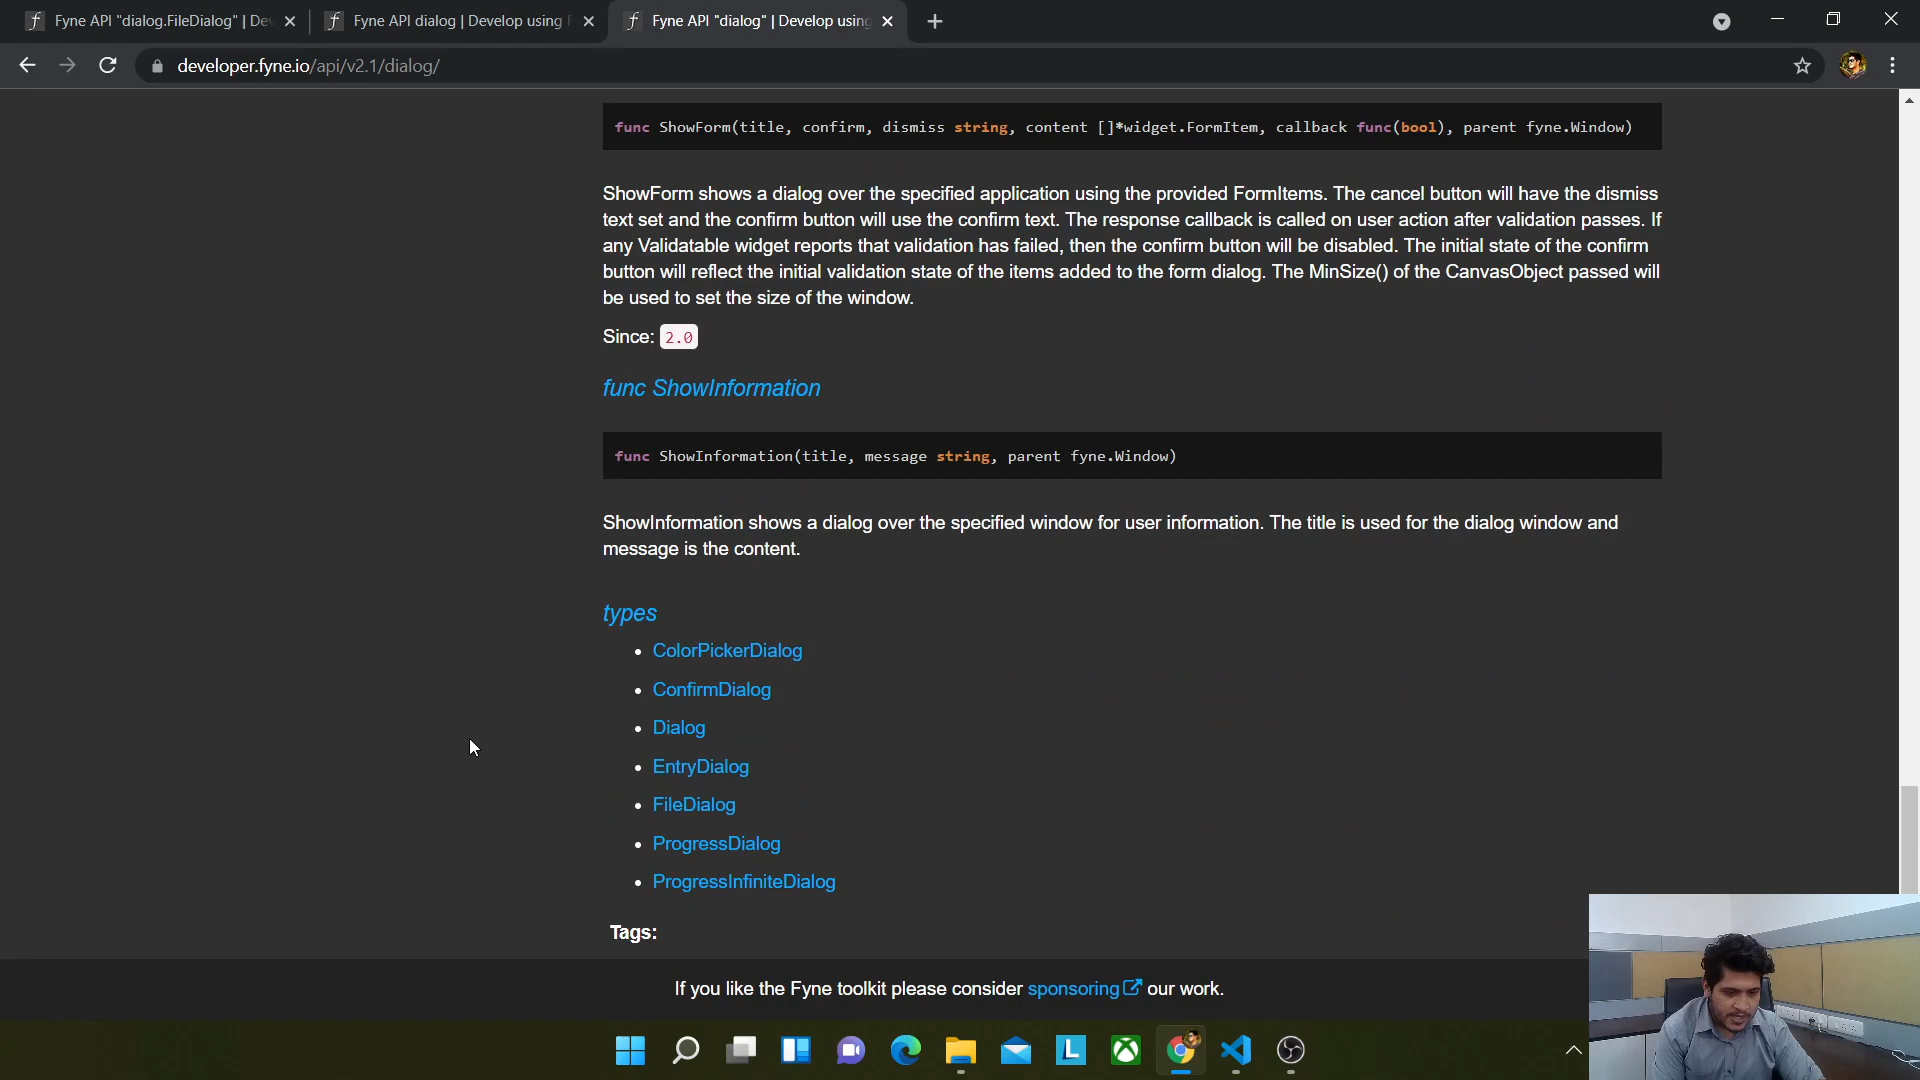 Fyne API "dialog.FileDialog" | De
Fyne API dialog | Develop using
Fyne API "dialog" | Develop using
developer.fyne.io/api/v2.1/dialog/
func ShowForm(title, confirm, dismiss string, content []*widget.FormItem, callback func(bool), parent fyne.Window)
ShowForm shows a dialog over the specified application using the provided FormItems. The cancel button will have the dismiss
text set and the confirm button will use the confirm text. The response callback is called on user action after validation passes. If
any Validatable widget reports that validation has failed, then the confirm button will be disabled. The initial state of the confirm
button will reflect the initial validation state of the items added to the form dialog. The MinSize() of the CanvasObject passed will
be used to set the size of the window.
Since: 2.0
func ShowInformation
func ShowInformation(title, message string, parent fyne.Window)
ShowInformation shows a dialog over the specified window for user information. The title is used for the dialog window and
message is the content.
types
ColorPickerDialog
ConfirmDialog
Dialog
EntryDialog
FileDialog
ProgressDialog
ProgressInfiniteDialog
Tags:
If you like the Fyne toolkit please consider sponsoring our work.